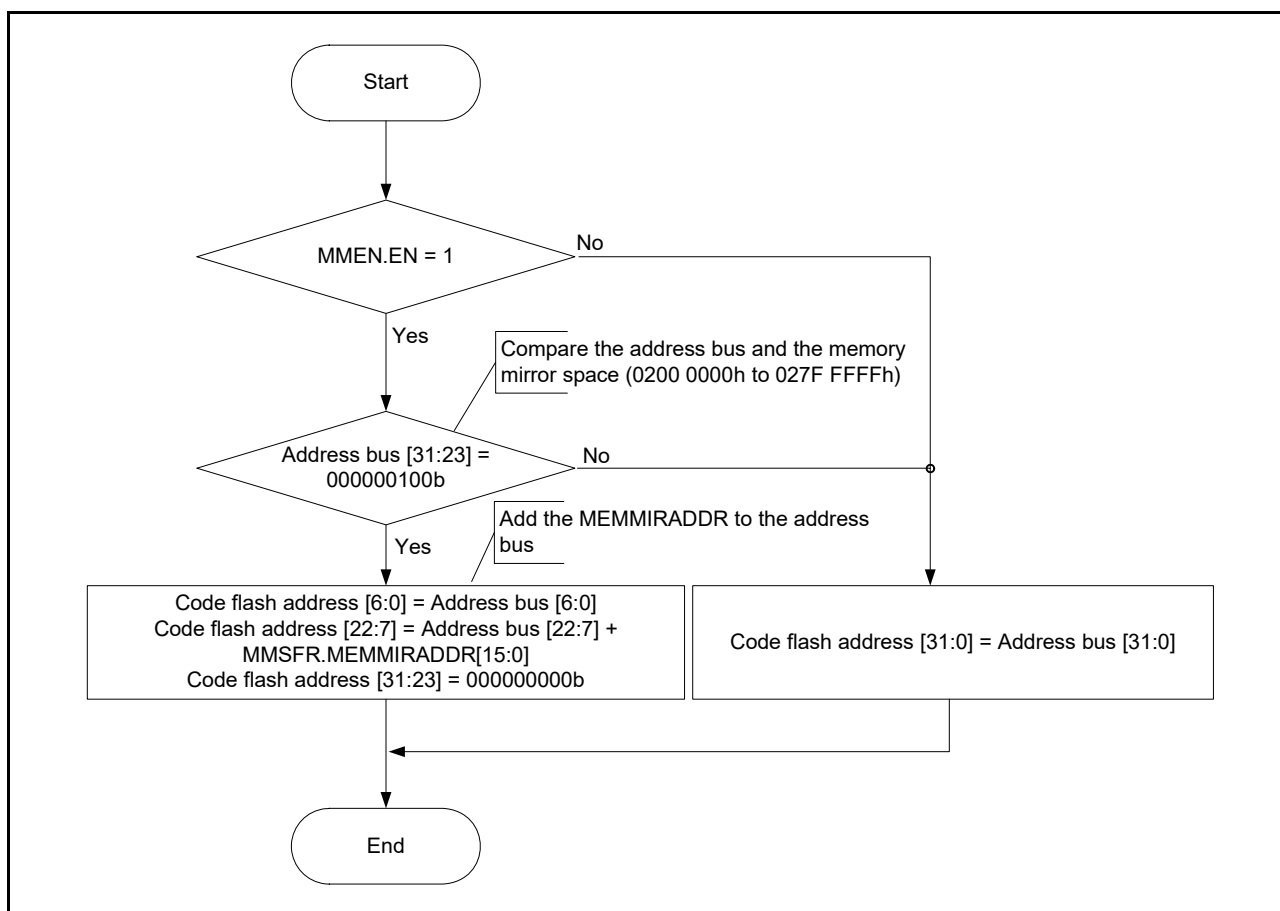 Start
MMEN.EN = 1
No
Yes
Compare the address bus and the memory
mirror space (0200 0000h to 027F FFFFh)
Address bus [31:23] =
000000100b
No
Yes
Add the MEMMIRADDR to the address
bus
Code flash address [6:0] = Address bus [6:0]
Code flash address [22:7] = Address bus [22:7] +
MMSFR.MEMMIRADDR[15:0]
Code flash address [31:23] = 000000000b
Code flash address [31:0] = Address bus [31:0]
End